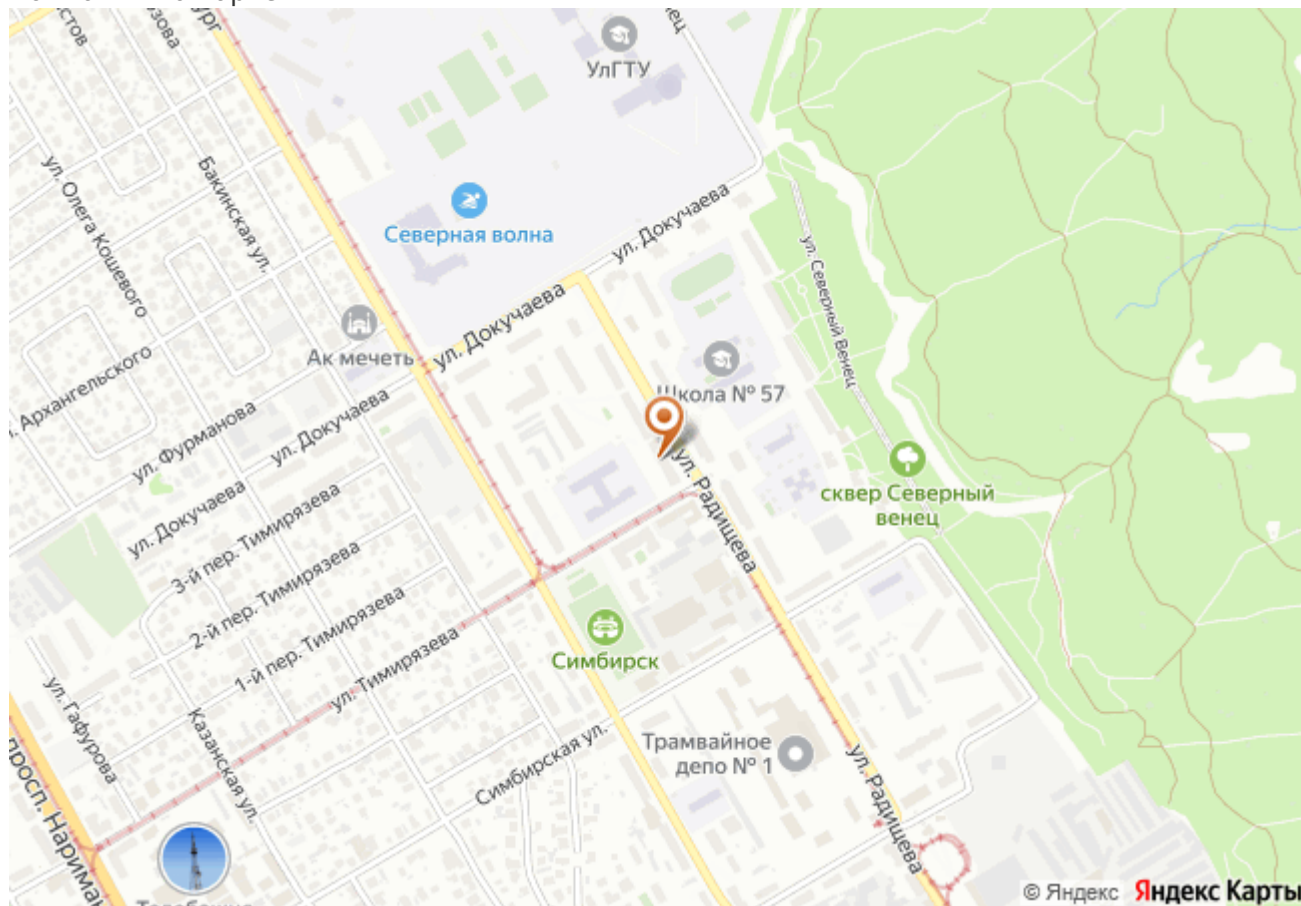 УлГТУ
ул. Олега Кошевого
Бакинская ул.
Северная волна
ул. Докучаева
ул. Северный Венец
ул. Докучаева
Ак мечеть
Архангельского
ул. Фурманова
ул. Докучаева
Школа № 57
ул. Докучаева
3-й пер. Тимирязева
2-й пер. Тимирязева
1-й пер. Тимирязева
ул. Тимирязева
ул. Радищева
сквер Северный
венец
Симбирск
ул. Гафурова
Казанская ул.
Симбирская ул.
Трамвайное
депо № 1
ул. Радищева
просп. Нариман
© Яндекс Яндекс Карты